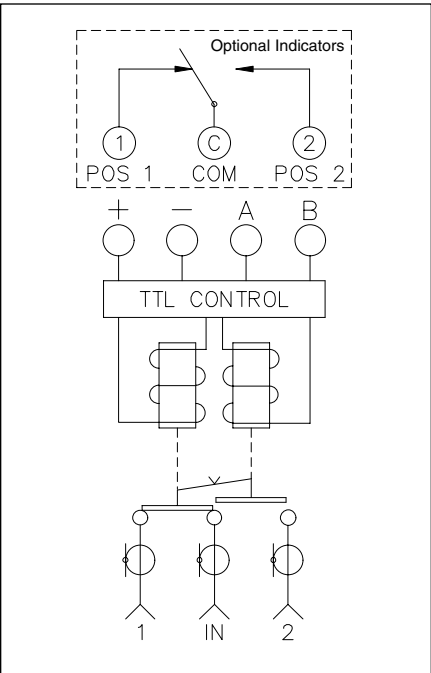 Optional Indicators
1 C 2
POS 1 COM POS 2
+ − A B
TTL CONTROL
1 IN 2